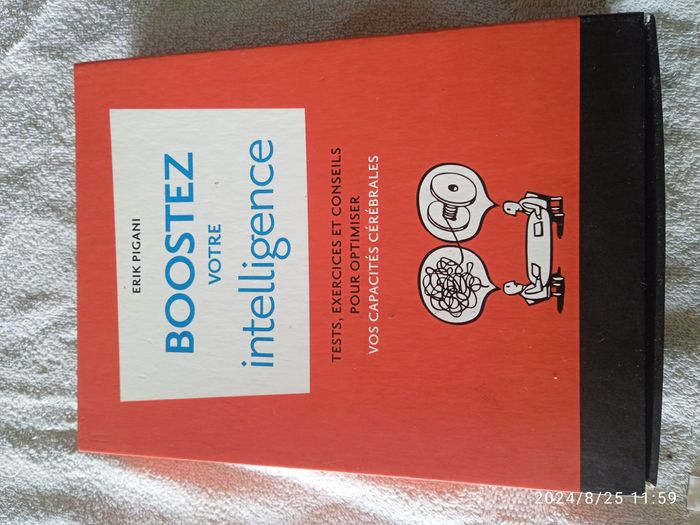 ERIK PIGANI
BOOSTEZ
VOTRE
intelligence
TESTS, EXERCICES ET CONSEILS
POUR OPTIMISER
VOS CAPACITÉS CÉRÉBRALES
2024/8/25 11:59